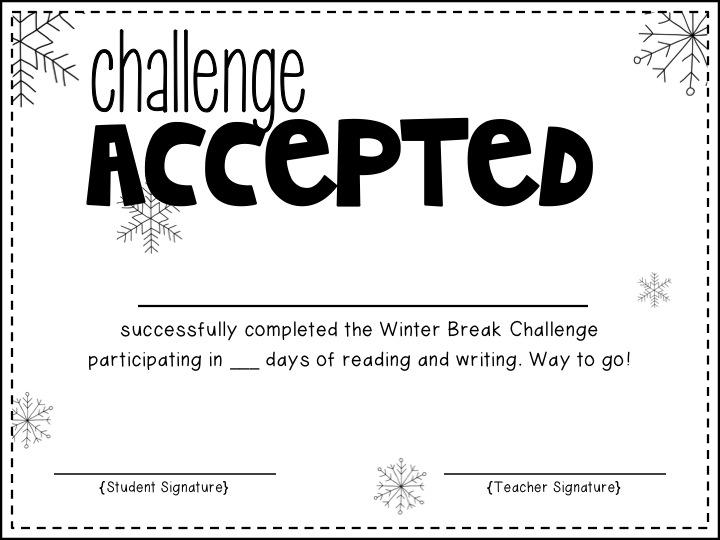 challenge
ACCEPTED
successfully completed the Winter Break Challenge
participating in ___ days of reading and writing. Way to go!
{Student Signature} {Teacher Signature}